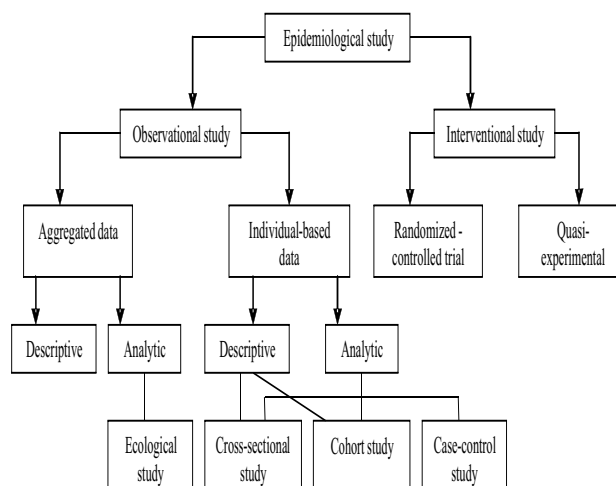 Epidemiological study
Observational study
Interventional study
Aggregated data
Individual-based
data
Randomized -
controlled trial
Quasi-
experimental
Descriptive
Analytic
Descriptive
Analytic
Ecological
study
Cross-sectional
study
Cohort study
Case-control
study